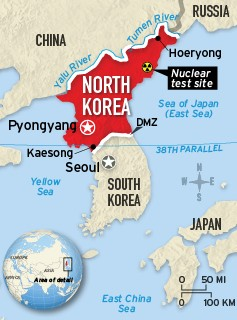 RUSSIA
CHINA
Tumen River
Hoeryong
Yalu River
Nuclear
test site
NORTH
KOREA
Sea of Japan
(East Sea)
Pyongyang
DMZ
Kaesong
38TH PARALLEL
Seoul
Yellow
Sea
SOUTH
KOREA
N
W
E
S
JAPAN
ASIA
AFRICA
Area of detail
0
50 MI
0
100 KM
East China
Sea